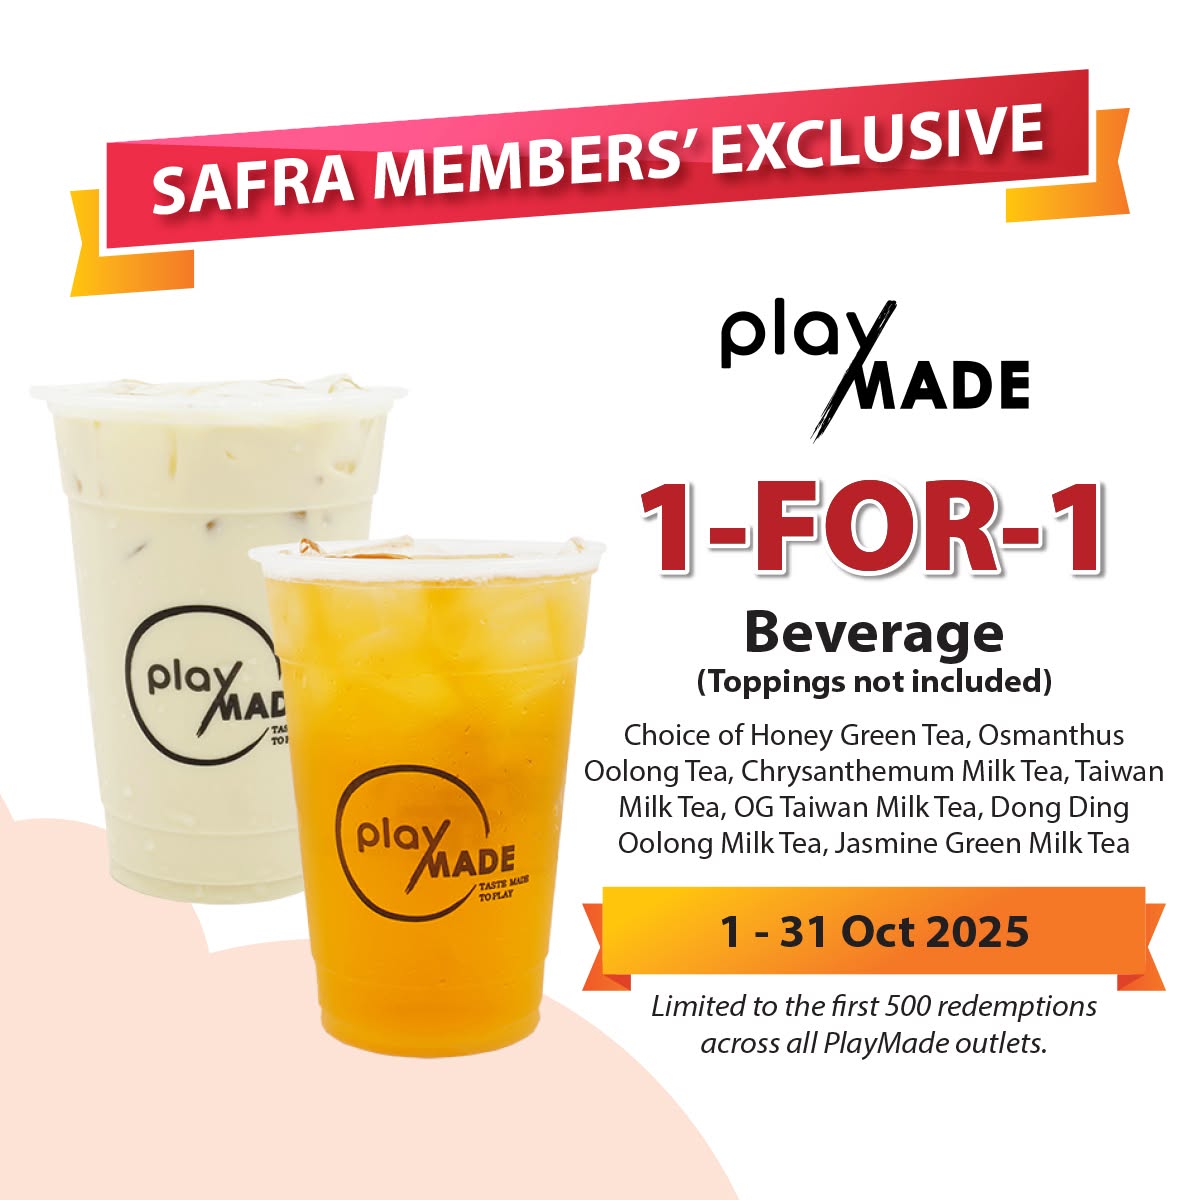 SAFRA MEMBERS' EXCLUSIVE
play
MADE
1-FOR-1
Beverage
(Toppings not included)
Choice of Honey Green Tea, Osmanthus
Oolong Tea, Chrysanthemum Milk Tea, Taiwan
Milk Tea, OG Taiwan Milk Tea, Dong Ding
Oolong Milk Tea, Jasmine Green Milk Tea
1 - 31 Oct 2025
Limited to the first 500 redemptions
across all PlayMade outlets.
play
MAD
TAS
TO P
play
MADE
TASTE MADE
TO PLAY